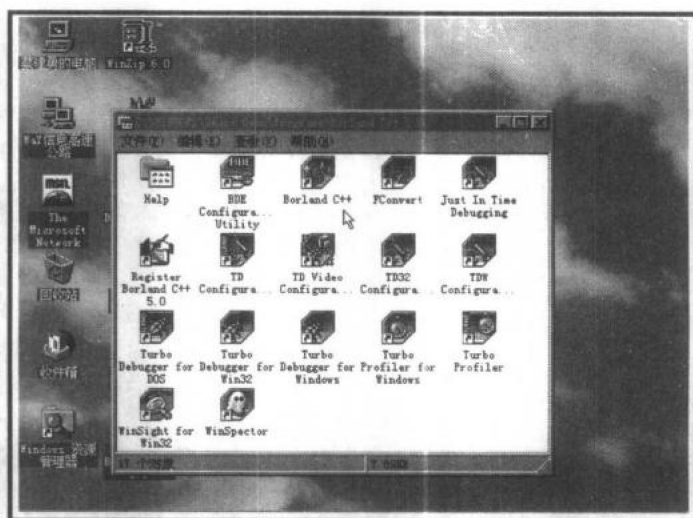 WinZip 6.0
文件(F) 编辑(E) 查看(V) 帮助(H)
Help
BDE
Configura...
Utility
Borland C++
FConvert
Just In Time
Debugging
Register
Borland C++
5.0
TD
Configura...
TD Video
Configura...
TD32
Configura...
TDW
Configura...
Turbo
Debugger for
DOS
Turbo
Debugger for
Win32
Turbo
Debugger for
Windows
Turbo
Profiler for
Windows
Turbo
Profiler
WinSight for
Win32
WinSpector
The
Microsoft
Network
回收站
收件箱
Windows 资源
管理器